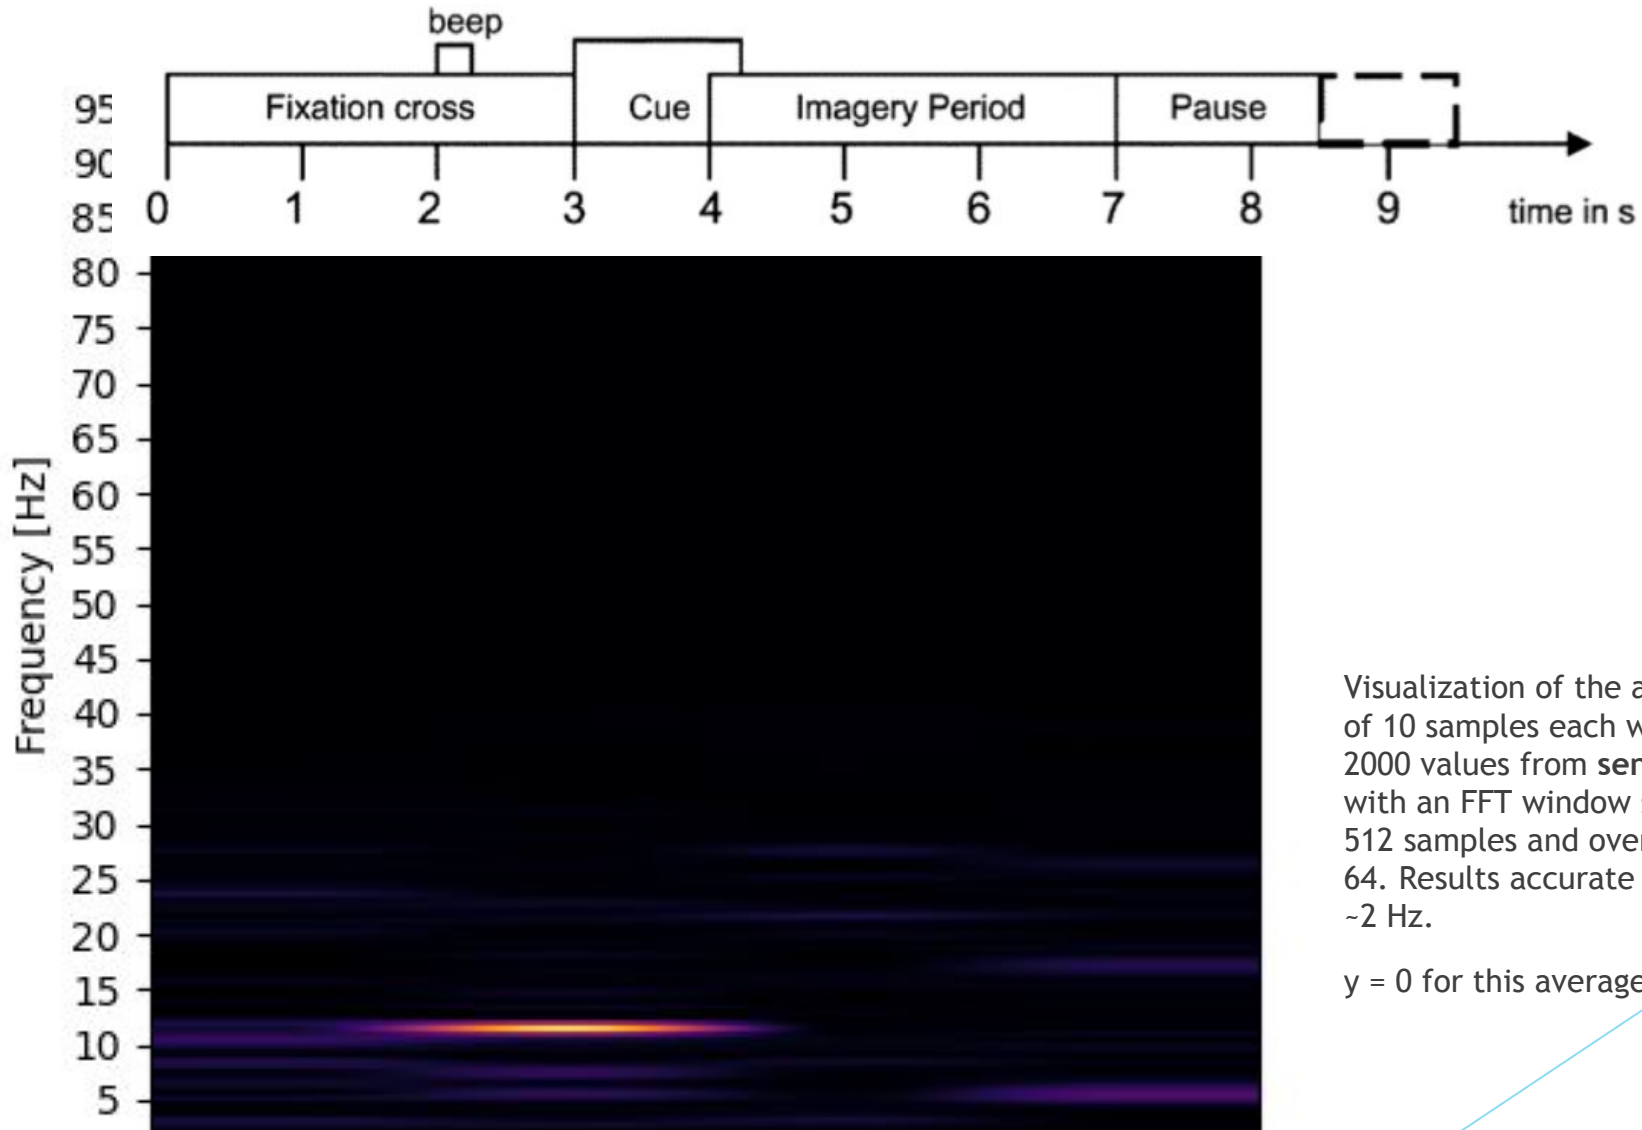 beep
Fixation cross Cue Imagery Period Pause
95
90
85
0 1 2 3 4 5 6 7 8 9 time in s
80
75
70
65
60
55
50
45
40
35
30
25
20
15
10
5
Frequency [Hz]
Visualization of the
of 10 samples each
2000 values from
with an FFT window
512 samples and
64. Results accurate
~2 Hz.
y = 0 for this average